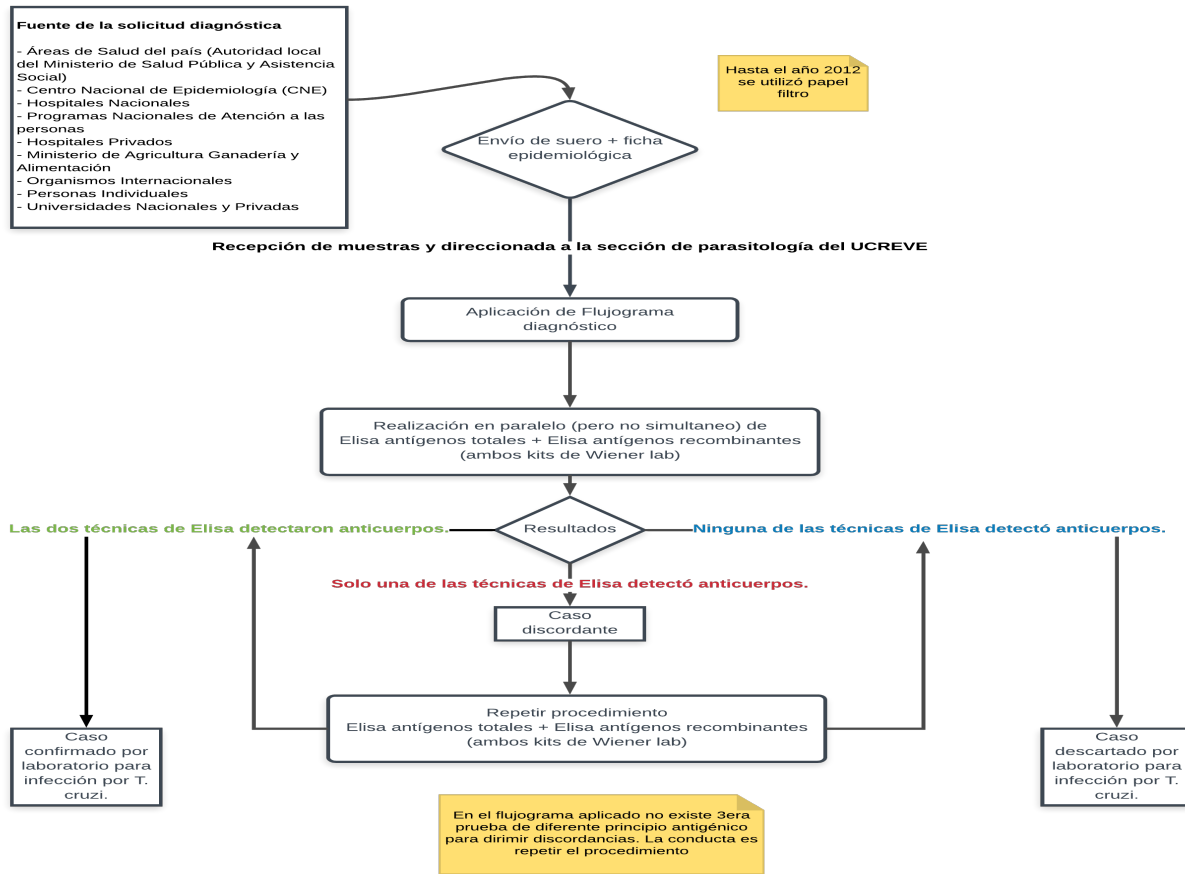 Fuente de la solicitud diagnóstica
- Áreas de Salud del país (Autoridad local
del Ministerio de Salud Pública y Asistencia
Social)
- Centro Nacional de Epidemiología (CNE)
- Hospitales Nacionales
- Programas Nacionales de Atención a las
personas
- Hospitales Privados
- Ministerio de Agricultura Ganadería y
Alimentación
- Organismos Internacionales
- Personas Individuales
- Universidades Nacionales y Privadas
Hasta el año 2012
se utilizó papel
filtro
Envío de suero + ficha
epidemiológica
Recepción de muestras y direccionada a la sección de parasitología del UCREVE
Aplicación de Flujograma
diagnóstico
Realización en paralelo (pero no simultaneo) de
Elisa antígenos totales + Elisa antígenos recombinantes
(ambos kits de Wiener lab)
Las dos técnicas de Elisa detectaron anticuerpos.
Resultados
Ninguna de las técnicas de Elisa detectó anticuerpos.
Solo una de las técnicas de Elisa detectó anticuerpos.
Caso
discordante
Repetir procedimiento
Elisa antígenos totales + Elisa antígenos recombinantes
(ambos kits de Wiener lab)
Caso
confirmado por
laboratorio para
infección por T.
cruzi.
Caso
descartado por
laboratorio para
infección por T.
cruzi.
En el flujograma aplicado no existe 3era
prueba de diferente principio antigénico
para dirimir discordancias. La conducta es
repetir el procedimiento